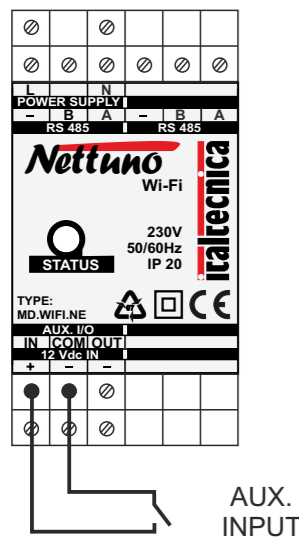 L N
POWER SUPPLY
– B A – B A
RS 485 RS 485
Nettuno
Wi-Fi
italtecnica
230V
50/60Hz
IP 20
STATUS
TYPE:
MD.WIFI.NE
07
CE
AUX. I/O
IN COM OUT
12 Vdc IN
+ – –
AUX.
INPUT